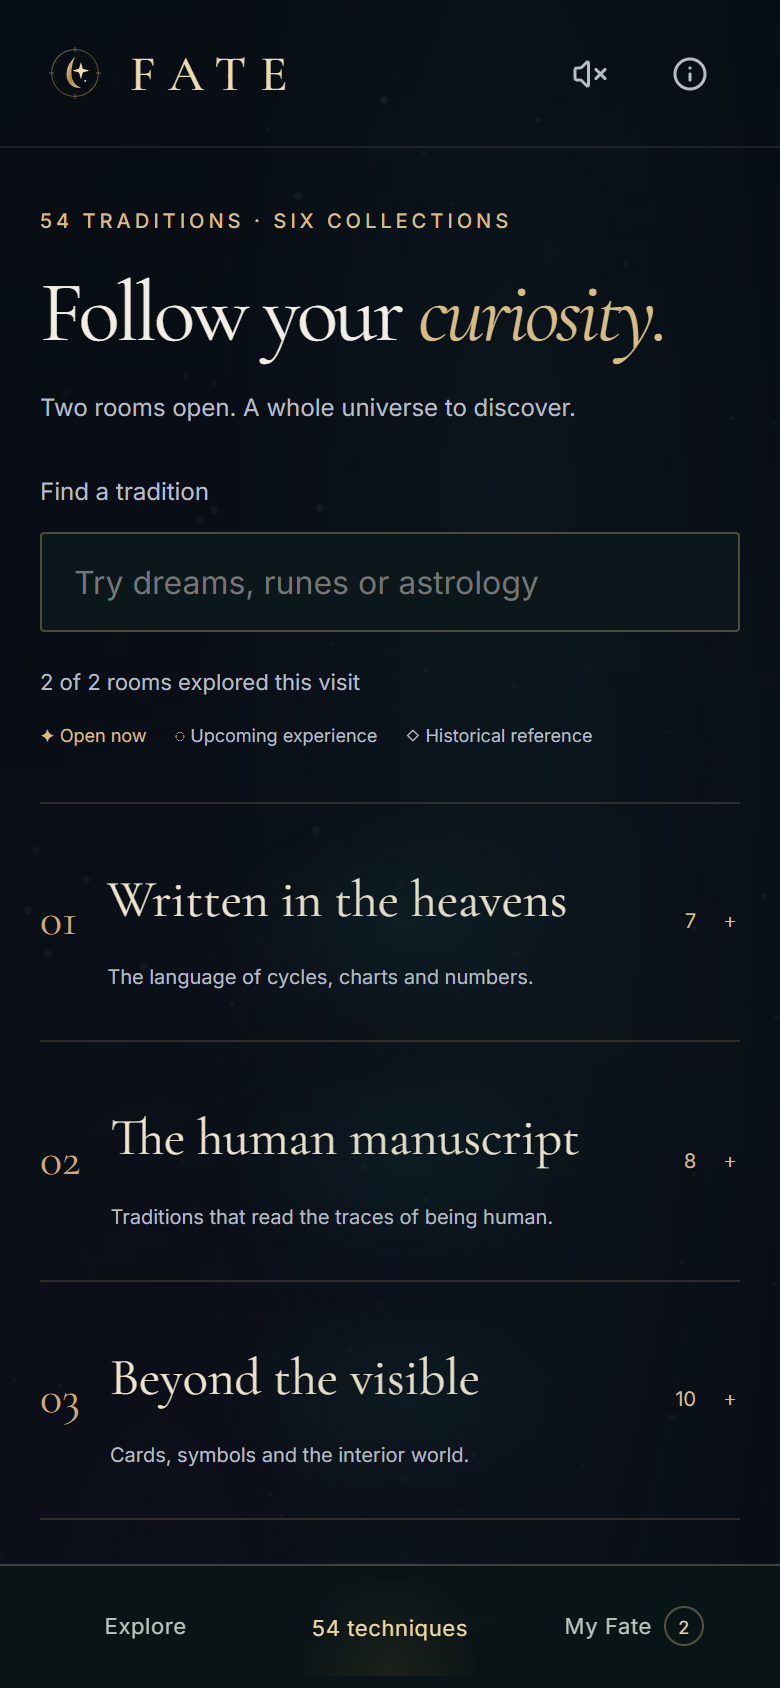 FATE
54 TRADITIONS · SIX COLLECTIONS
Follow your curiosity.
Two rooms open. A whole universe to discover.
Find a tradition
Try dreams, runes or astrology
2 of 2 rooms explored this visit
✦ Open now ◌ Upcoming experience ◇ Historical reference
01 Written in the heavens 7 +
The language of cycles, charts and numbers.
02 The human manuscript 8 +
Traditions that read the traces of being human.
03 Beyond the visible 10 +
Cards, symbols and the interior world.
Explore 54 techniques My Fate 2